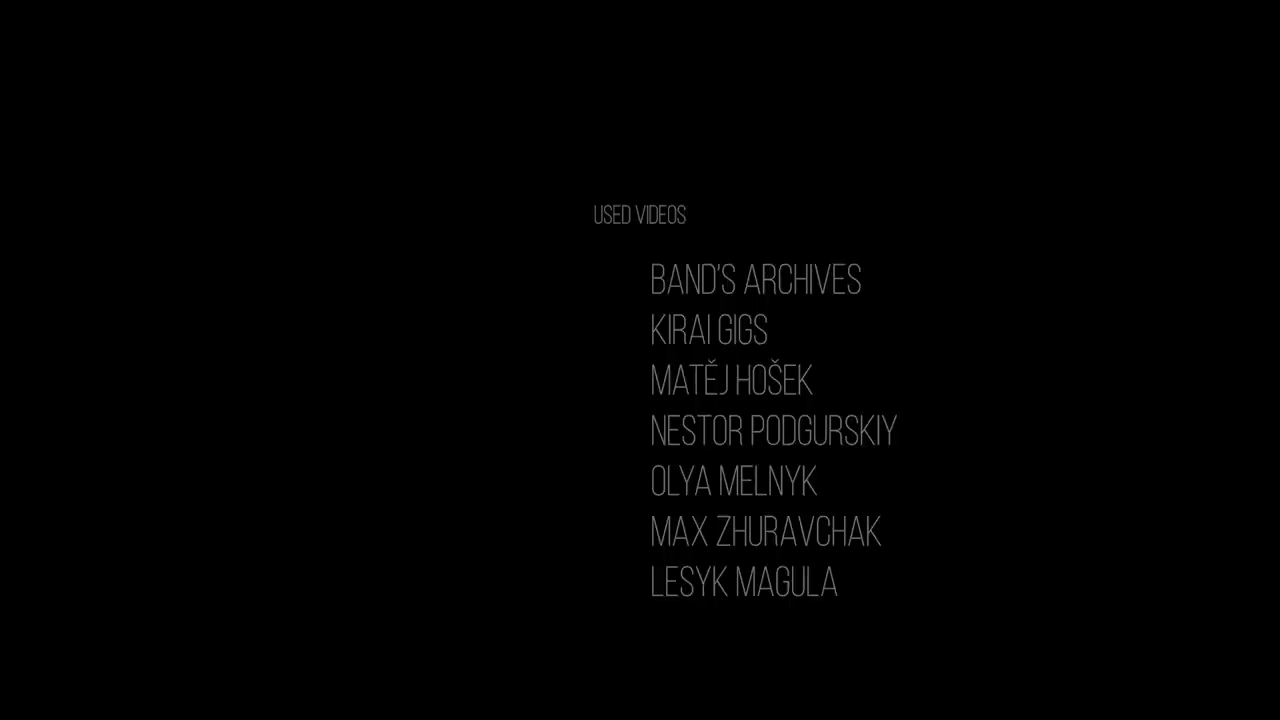 USED VIDEOS
BAND'S ARCHIVES
KIRAI GIGS
MATĚJ HOŠEK
NESTOR PODGURSKIY
OLYA MELNYK
MAX ZHURAVCHAK
LESYK MAGULA